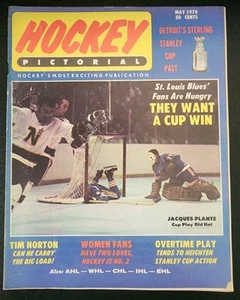 MAY 1970
50 CENTS
HOCKEY
PICTORIAL
HOCKEY'S MOST EXCITING PUBLICATION
DETROIT'S STERLING
STANLEY
CUP
PAST
St. Louis Blues'
Fans Are Hungry
THEY WANT
A CUP WIN
JACQUES PLANTE
Cup Play Old Hat
TIM HORTON
CAN HE CARRY
THE BIG LOAD!
WOMEN FANS
HAVE TWO LOVES,
HOCKEY IS NO. 2
OVERTIME PLAY
TENDS TO HEIGHTEN
STANLEY CUP ACTION
Also: AHL — WHL — CHL — IHL — EHL